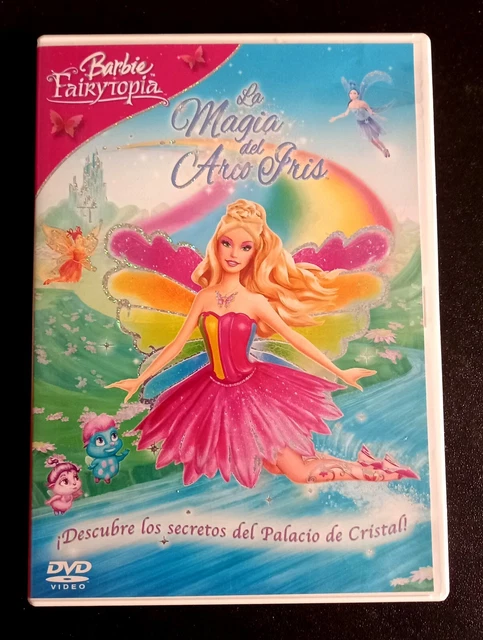 Barbie
FAIRYTOPIA
La
Magia
del
Arco Iris
¡Descubre los secretos del Palacio de Cristal!
DVD
VIDEO